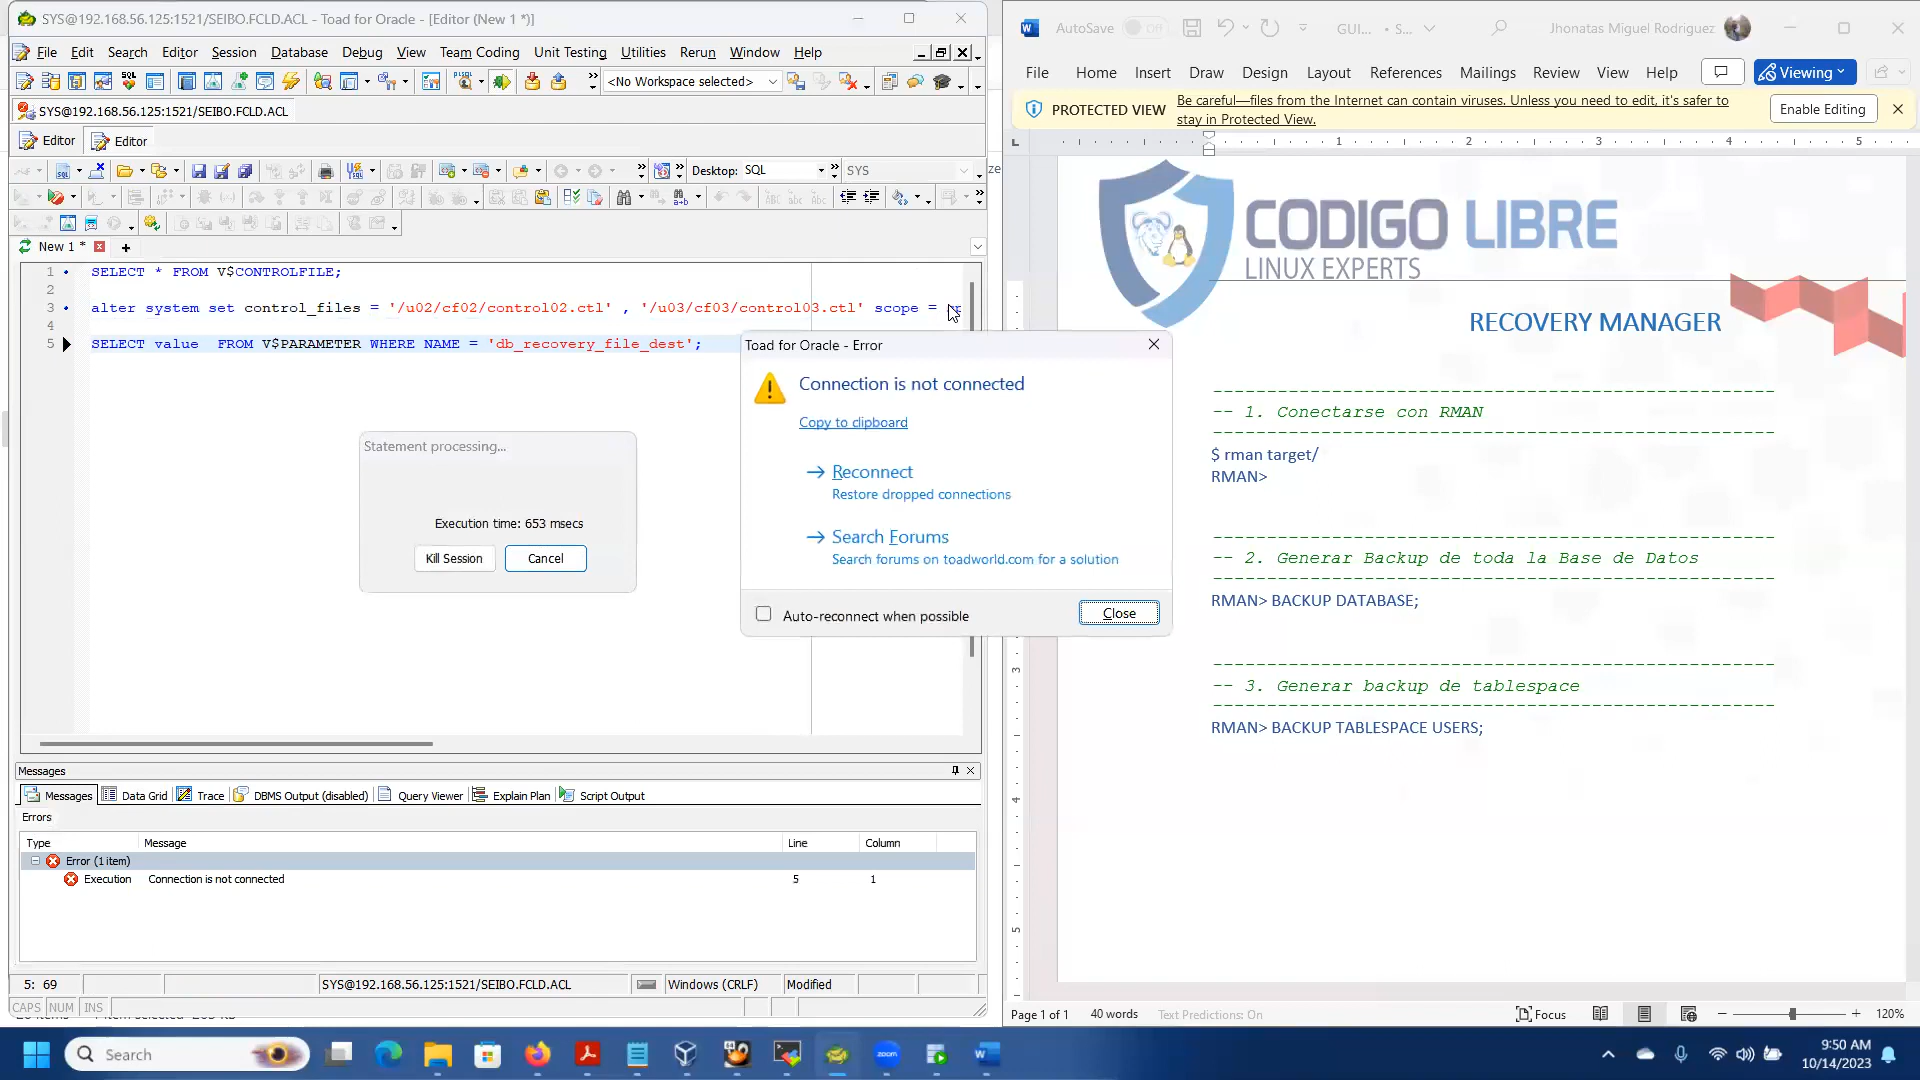 SYS@192.168.56.125:1521/SEIBO.FCLD.ACL - Toad for Oracle - [Editor (New 1 *)]
File Edit Search Editor Session Database Debug View Team Coding Unit Testing Utilities Rerun Window Help
<No Workspace selected>
SYS@192.168.56.125:1521/SEIBO.FCLD.ACL
Editor Editor
Desktop: SQL SYS
New 1 *
1 SELECT * FROM V$CONTROLFILE;
2
3 alter system set control_files = '/u02/cf02/control02.ctl' , '/u03/cf03/control03.ctl' scope =
4
5 SELECT value FROM V$PARAMETER WHERE NAME = 'db_recovery_file_dest';
Toad for Oracle - Error
Connection is not connected
Copy to clipboard
Reconnect
Restore dropped connections
Search Forums
Search forums on toadworld.com for a solution
Auto-reconnect when possible
Close
Statement processing...
Execution time: 653 msecs
Kill Session Cancel
Messages
Messages Data Grid Trace DBMS Output (disabled) Query Viewer Explain Plan Script Output
Errors
Type Message Line Column
Error (1 item)
Execution Connection is not connected 5 1
5: 69 SYS@192.168.56.125:1521/SEIBO.FCLD.ACL Windows (CRLF) Modified
CAPS NUM INS
AutoSave Off GUI... • S... Jhonatas Miguel Rodriguez
File Home Insert Draw Design Layout References Mailings Review View Help Viewing
PROTECTED VIEW Be careful—files from the Internet can contain viruses. Unless you need to edit, it's safer to
stay in Protected View.
Enable Editing
1 2 3 4 5
CODIGO LIBRE
LINUX EXPERTS
RECOVERY MANAGER
-- 1. Conectarse con RMAN
$ rman target/
RMAN>
-- 2. Generar Backup de toda la Base de Datos
RMAN> BACKUP DATABASE;
-- 3. Generar backup de tablespace
RMAN> BACKUP TABLESPACE USERS;
3
4
5
Page 1 of 1 40 words Text Predictions: On Focus 120%
Search
zoom
9:50 AM
10/14/2023